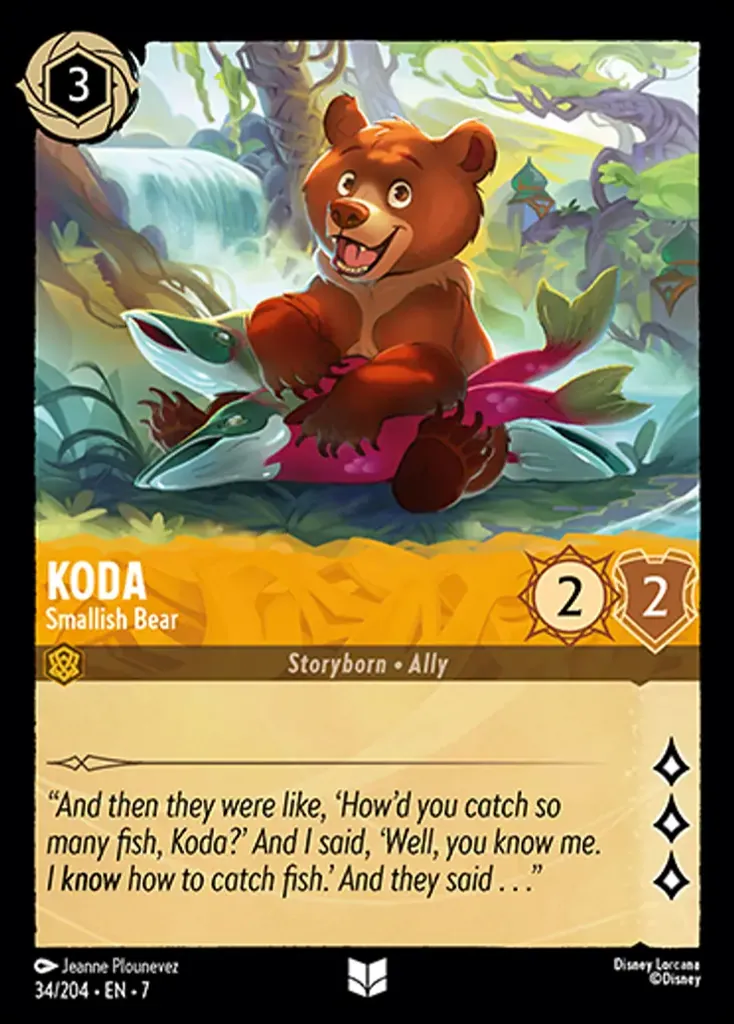 3
KODA
Smallish Bear
2
2
Storyborn • Ally
“And then they were like, ‘How’d you catch so
many fish, Koda?’ And I said, ‘Well, you know me.
I know how to catch fish.’ And they said . . .”
Jeanne Plounevez
34/204 • EN • 7
Disney Lorcana
©Disney